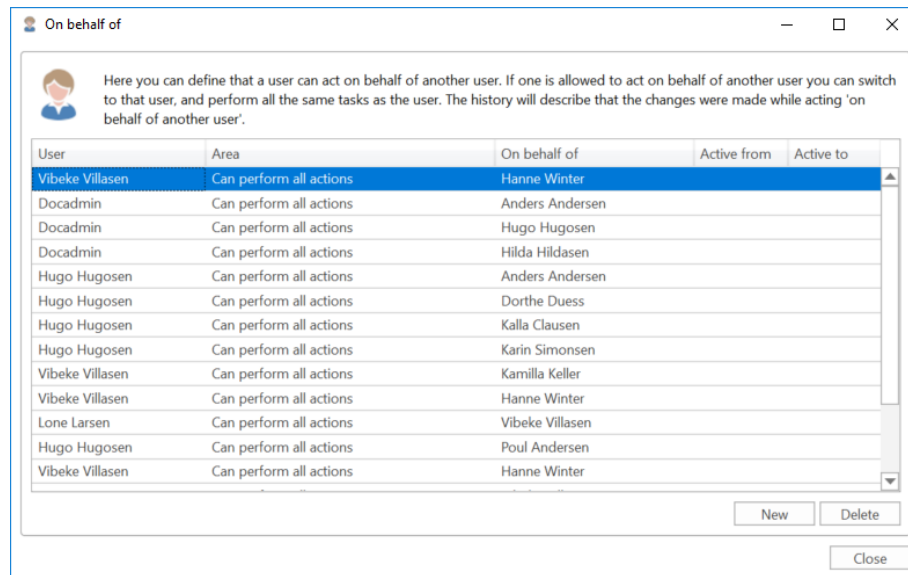 On behalf of
Here you can define that a user can act on behalf of another user. If one is allowed to act on behalf of another user you can switch
to that user, and perform all the same tasks as the user. The history will describe that the changes were made while acting 'on
behalf of another user'.
User Area On behalf of Active from Active to
Vibeke Villasen Can perform all actions Hanne Winter
Docadmin Can perform all actions Anders Andersen
Docadmin Can perform all actions Hugo Hugosen
Docadmin Can perform all actions Hilda Hildasen
Hugo Hugosen Can perform all actions Anders Andersen
Hugo Hugosen Can perform all actions Dorthe Duess
Hugo Hugosen Can perform all actions Kalla Clausen
Hugo Hugosen Can perform all actions Karin Simonsen
Vibeke Villasen Can perform all actions Kamilla Keller
Vibeke Villasen Can perform all actions Hanne Winter
Lone Larsen Can perform all actions Vibeke Villasen
Hugo Hugosen Can perform all actions Poul Andersen
Vibeke Villasen Can perform all actions Hanne Winter
New Delete
Close